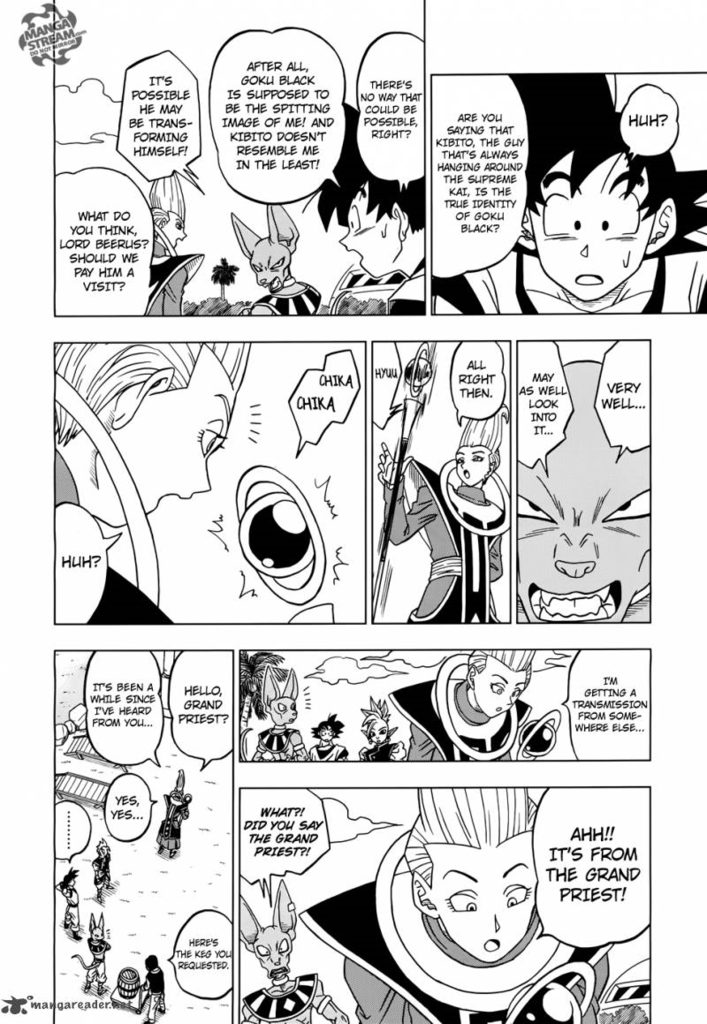 MANGA
STREAM
DO NOT MIRROR
HUH?
ARE YOU
SAYING THAT
KIBITO, THE GUY
THAT'S ALWAYS
HANGING AROUND
THE SUPREME
KAI, IS THE
TRUE IDENTITY
OF GOKU
BLACK?
THERE'S
NO WAY THAT
COULD BE
POSSIBLE,
RIGHT?
AFTER ALL,
GOKU BLACK
IS SUPPOSED TO
BE THE SPITTING
IMAGE OF ME! AND
KIBITO DOESN'T
RESEMBLE ME
IN THE LEAST!
IT'S
POSSIBLE
HE MAY
BE TRANS-
FORMING
HIMSELF!
WHAT DO
YOU THINK,
LORD BEERUS?
SHOULD WE
PAY HIM A
VISIT?
VERY
WELL...
MAY
AS WELL
LOOK
INTO
IT...
ALL
RIGHT
THEN.
HYUU
CHIKA
CHIKA
HUH?
I'M
GETTING A
TRANSMISSION
FROM SOME-
WHERE ELSE...
AHH!!
IT'S FROM
THE GRAND
PRIEST!
WHAT?!
DID YOU SAY
THE GRAND
PRIEST?!
HELLO,
GRAND
PRIEST?
IT'S BEEN A
WHILE SINCE
I'VE HEARD
FROM YOU...
YES,
YES...
........
HERE'S
THE KEG YOU
REQUESTED.
mangareader.net